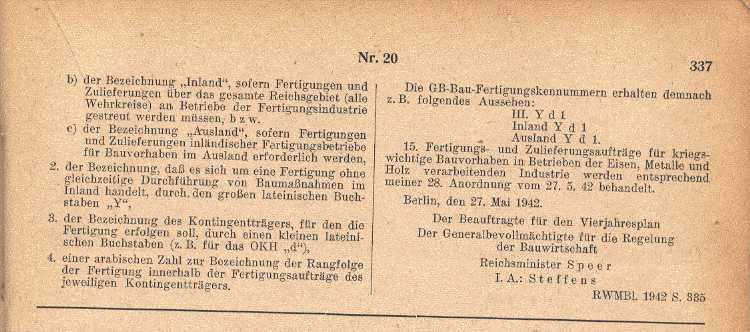 Nr. 20
337
b) der Bezeichnung „Inland“, sofern Fertigungen und
Zulieferungen über das gesamte Reichsgebiet (alle
Wehrkreise) an Betriebe der Fertigungsindustrie
gestreut werden müssen, bzw.
c) der Bezeichnung „Ausland“, sofern Fertigungen
und Zulieferungen inländischer Fertigungsbetriebe
für Bauvorhaben im Ausland erforderlich werden,
2. der Bezeichnung, daß es sich um eine Fertigung ohne
gleichzeitige Durchführung von Baumaßnahmen im
Inland handelt, durch den großen lateinischen Buch-
staben „Y“,
3. der Bezeichnung des Kontingentträgers, für den die
Fertigung erfolgen soll, durch einen kleinen lateini-
schen Buchstaben (z. B. für das OKH „d“),
4. einer arabischen Zahl zur Bezeichnung der Rangfolge
der Fertigung innerhalb der Fertigungsaufträge des
jeweiligen Kontingentträgers.
Die GB-Bau-Fertigungskennummern erhalten demnach
z. B. folgendes Aussehen:
III. Y d 1
Inland Y d 1
Ausland Y d 1.
15. Fertigungs- und Zulieferungsaufträge für kriegs-
wichtige Bauvorhaben in Betrieben der Eisen, Metalle und
Holz verarbeitenden Industrie werden entsprechend
meiner 28. Anordnung vom 27. 5. 42 behandelt.
Berlin, den 27. Mai 1942.
Der Beauftragte für den Vierjahresplan
Der Generalbevollmächtigte für die Regelung
der Bauwirtschaft
Reichsminister Speer
I. A.: Steffens
RWMBl. 1942 S. 335